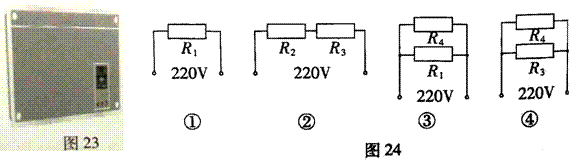 R₁
220V
①
R₂ R₃
220V
②
R₄
R₁
220V
③
R₄
R₃
220V
④
图23
图24